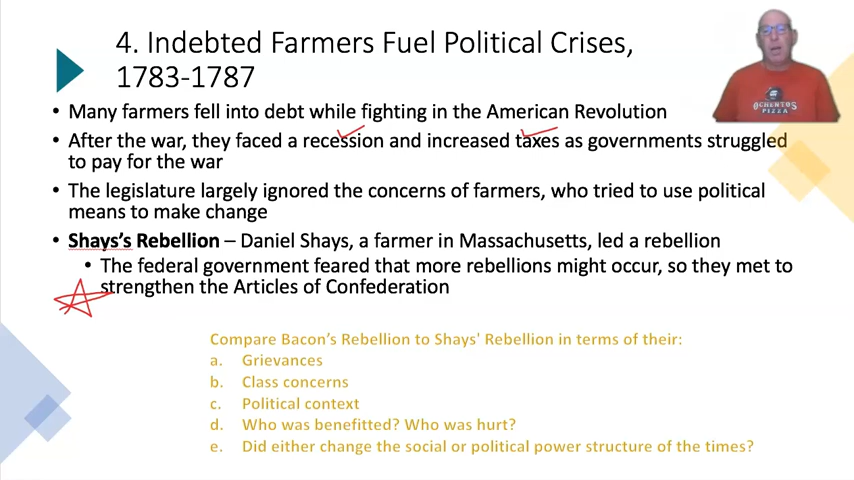 4. Indebted Farmers Fuel Political Crises,
1783-1787
OCHENTOS
PIZZA
• Many farmers fell into debt while fighting in the American Revolution
• After the war, they faced a recession and increased taxes as governments struggled
to pay for the war
• The legislature largely ignored the concerns of farmers, who tried to use political
means to make change
• Shays's Rebellion – Daniel Shays, a farmer in Massachusetts, led a rebellion
• The federal government feared that more rebellions might occur, so they met to
strengthen the Articles of Confederation
Compare Bacon's Rebellion to Shays' Rebellion in terms of their:
a. Grievances
b. Class concerns
c. Political context
d. Who was benefitted? Who was hurt?
e. Did either change the social or political power structure of the times?